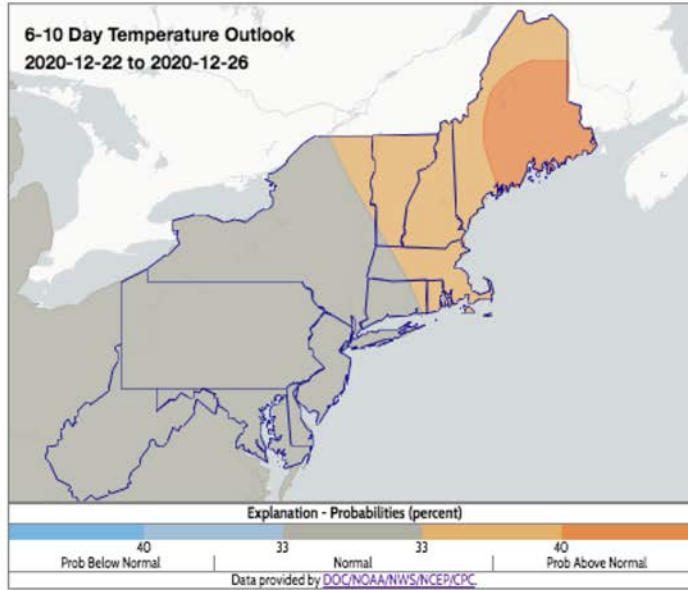 6-10 Day Temperature Outlook
2020-12-22 to 2020-12-26
Explanation - Probabilities (percent)
40 33 33 40
Prob Below Normal Normal Prob Above Normal
Data provided by DOC/NOAA/NWS/NCEP/CPC.